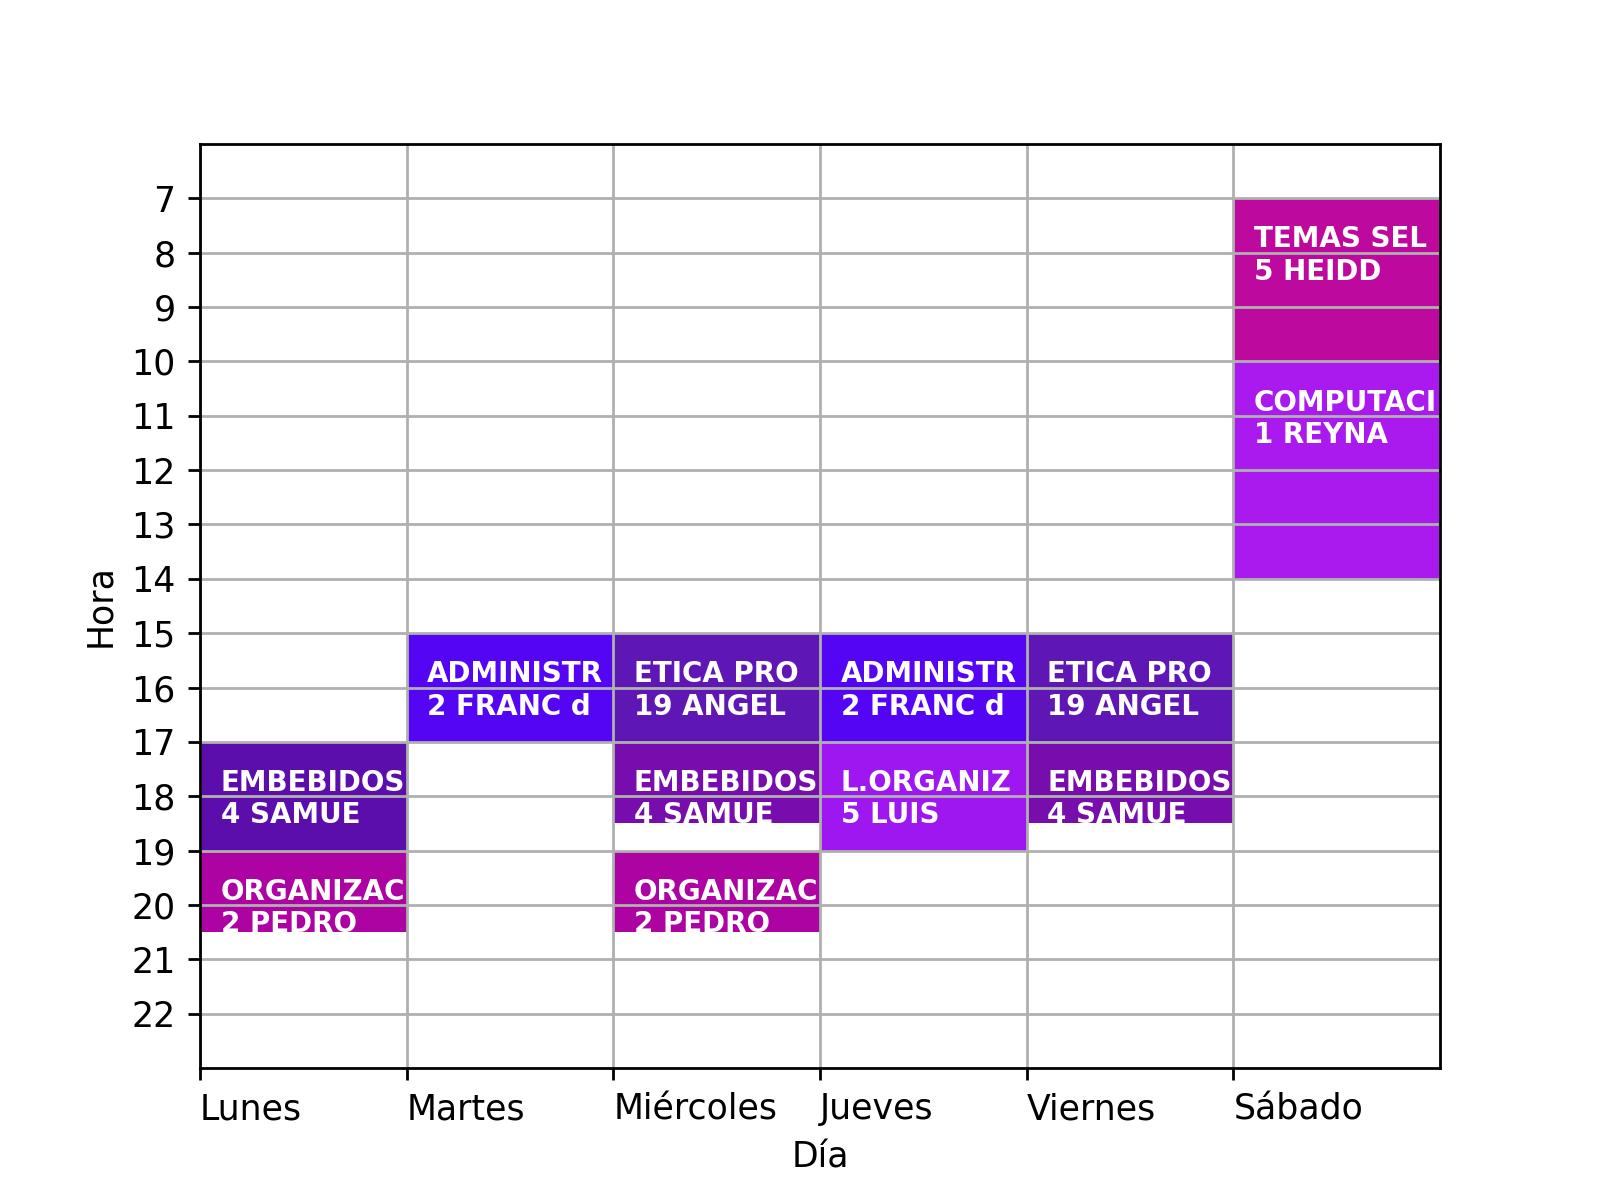 7
8
9
10
11
12
13
14
15
16
17
18
19
20
21
22
Hora
TEMAS SEL
5 HEIDD
COMPUTACI
1 REYNA
ADMINISTR
2 FRANC d
ETICA PRO
19 ANGEL
ADMINISTR
2 FRANC d
ETICA PRO
19 ANGEL
EMBEBIDOS
4 SAMUE
EMBEBIDOS
4 SAMUE
L.ORGANIZ
5 LUIS
EMBEBIDOS
4 SAMUE
ORGANIZAC
2 PEDRO
ORGANIZAC
2 PEDRO
Lunes Martes Miércoles Jueves Viernes Sábado
Día